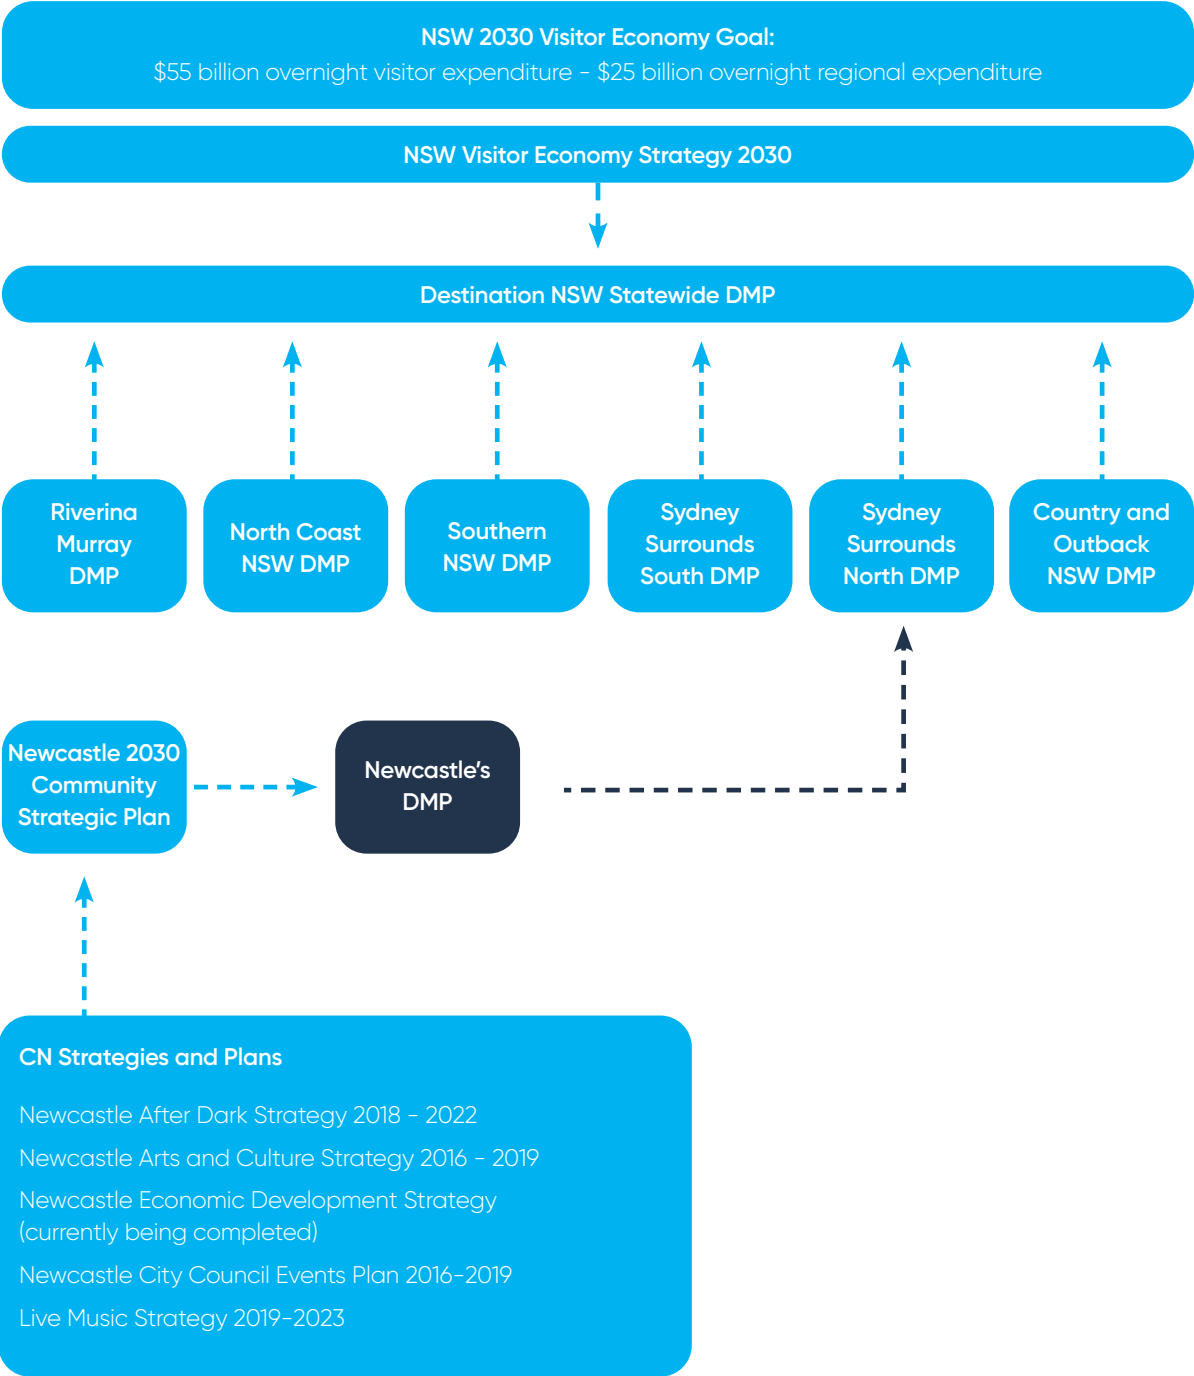 NSW 2030 Visitor Economy Goal:
$55 billion overnight visitor expenditure - $25 billion overnight regional expenditure
NSW Visitor Economy Strategy 2030
Destination NSW Statewide DMP
Riverina
Murray
DMP
North Coast
NSW DMP
Southern
NSW DMP
Sydney
Surrounds
South DMP
Sydney
Surrounds
North DMP
Country and
Outback
NSW DMP
Newcastle 2030
Community
Strategic Plan
Newcastle’s
DMP
CN Strategies and Plans
Newcastle After Dark Strategy 2018 - 2022
Newcastle Arts and Culture Strategy 2016 - 2019
Newcastle Economic Development Strategy
(currently being completed)
Newcastle City Council Events Plan 2016-2019
Live Music Strategy 2019-2023